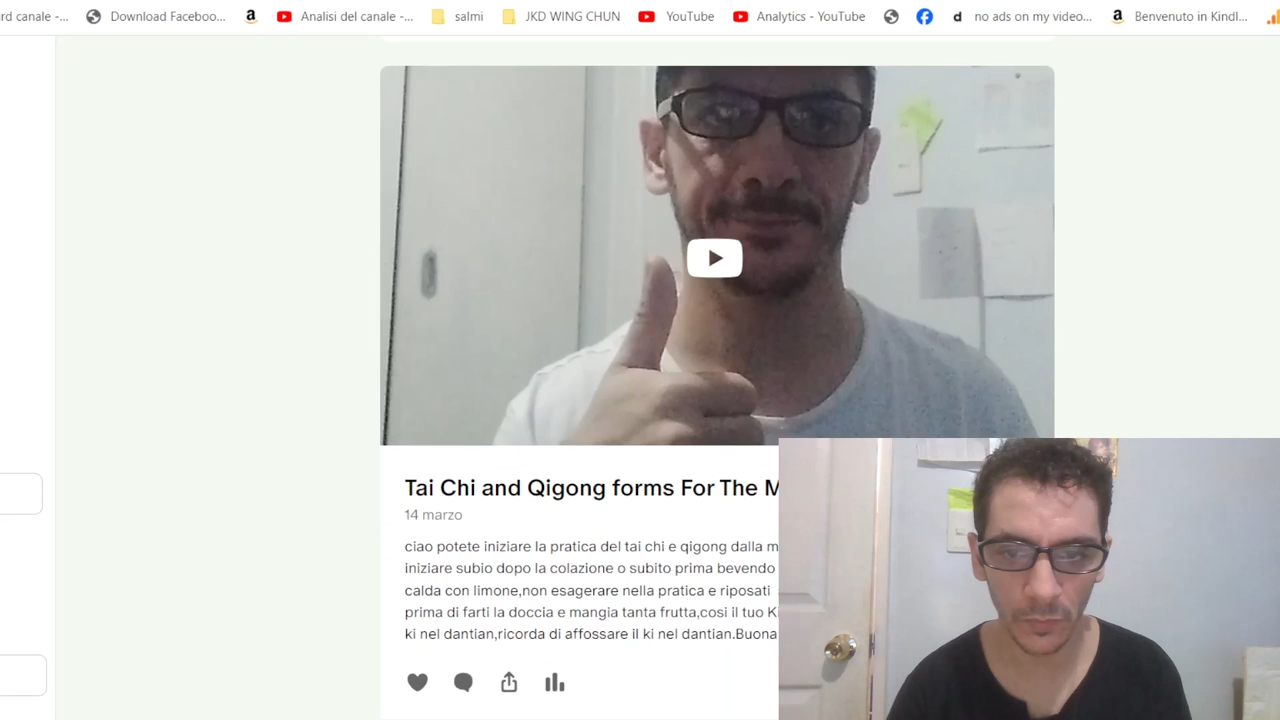 rd canale -...
Download Faceboo...
Analisi del canale -...
salmi
JKD WING CHUN
YouTube
Analytics - YouTube
no ads on my video...
Benvenuto in Kindl...
Tai Chi and Qigong forms For The M
14 marzo
ciao potete iniziare la pratica del tai chi e qigong dalla m
iniziare subio dopo la colazione o subito prima bevendo
calda con limone,non esagerare nella pratica e riposati
prima di farti la doccia e mangia tanta frutta,cosi il tuo K
ki nel dantian,ricorda di affossare il ki nel dantian.Buona